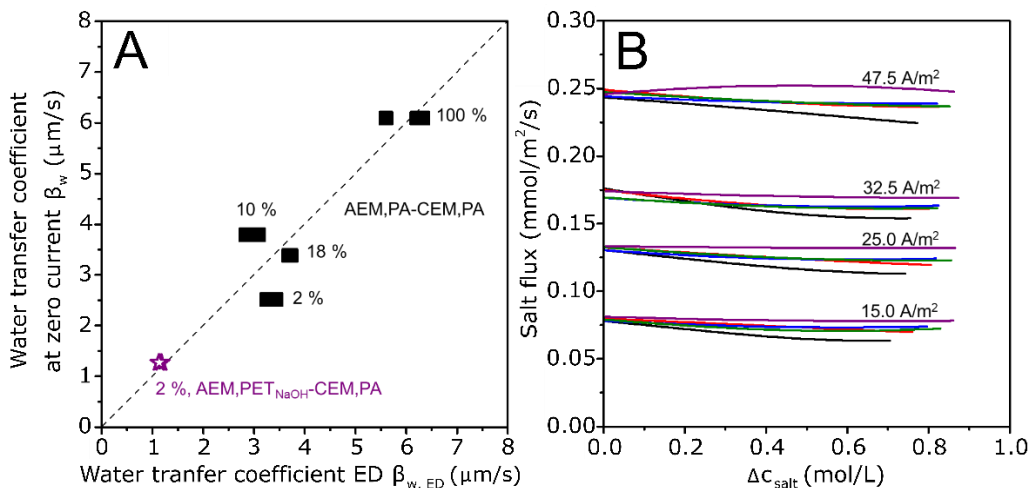 A
Water transfer coefficient
at zero current βw (μm/s)
8
7
6
5
4
3
2
1
0
100 %
AEM,PA-CEM,PA
10 %
18 %
2 %
2 %, AEM,PETNaOH-CEM,PA
0 1 2 3 4 5 6 7 8
Water tranfer coefficient ED βw, ED (μm/s)
B
Salt flux (mmol/m²/s)
0.30
0.25
0.20
0.15
0.10
0.05
0.00
47.5 A/m²
32.5 A/m²
25.0 A/m²
15.0 A/m²
0.0 0.2 0.4 0.6 0.8 1.0
Δcsalt (mol/L)